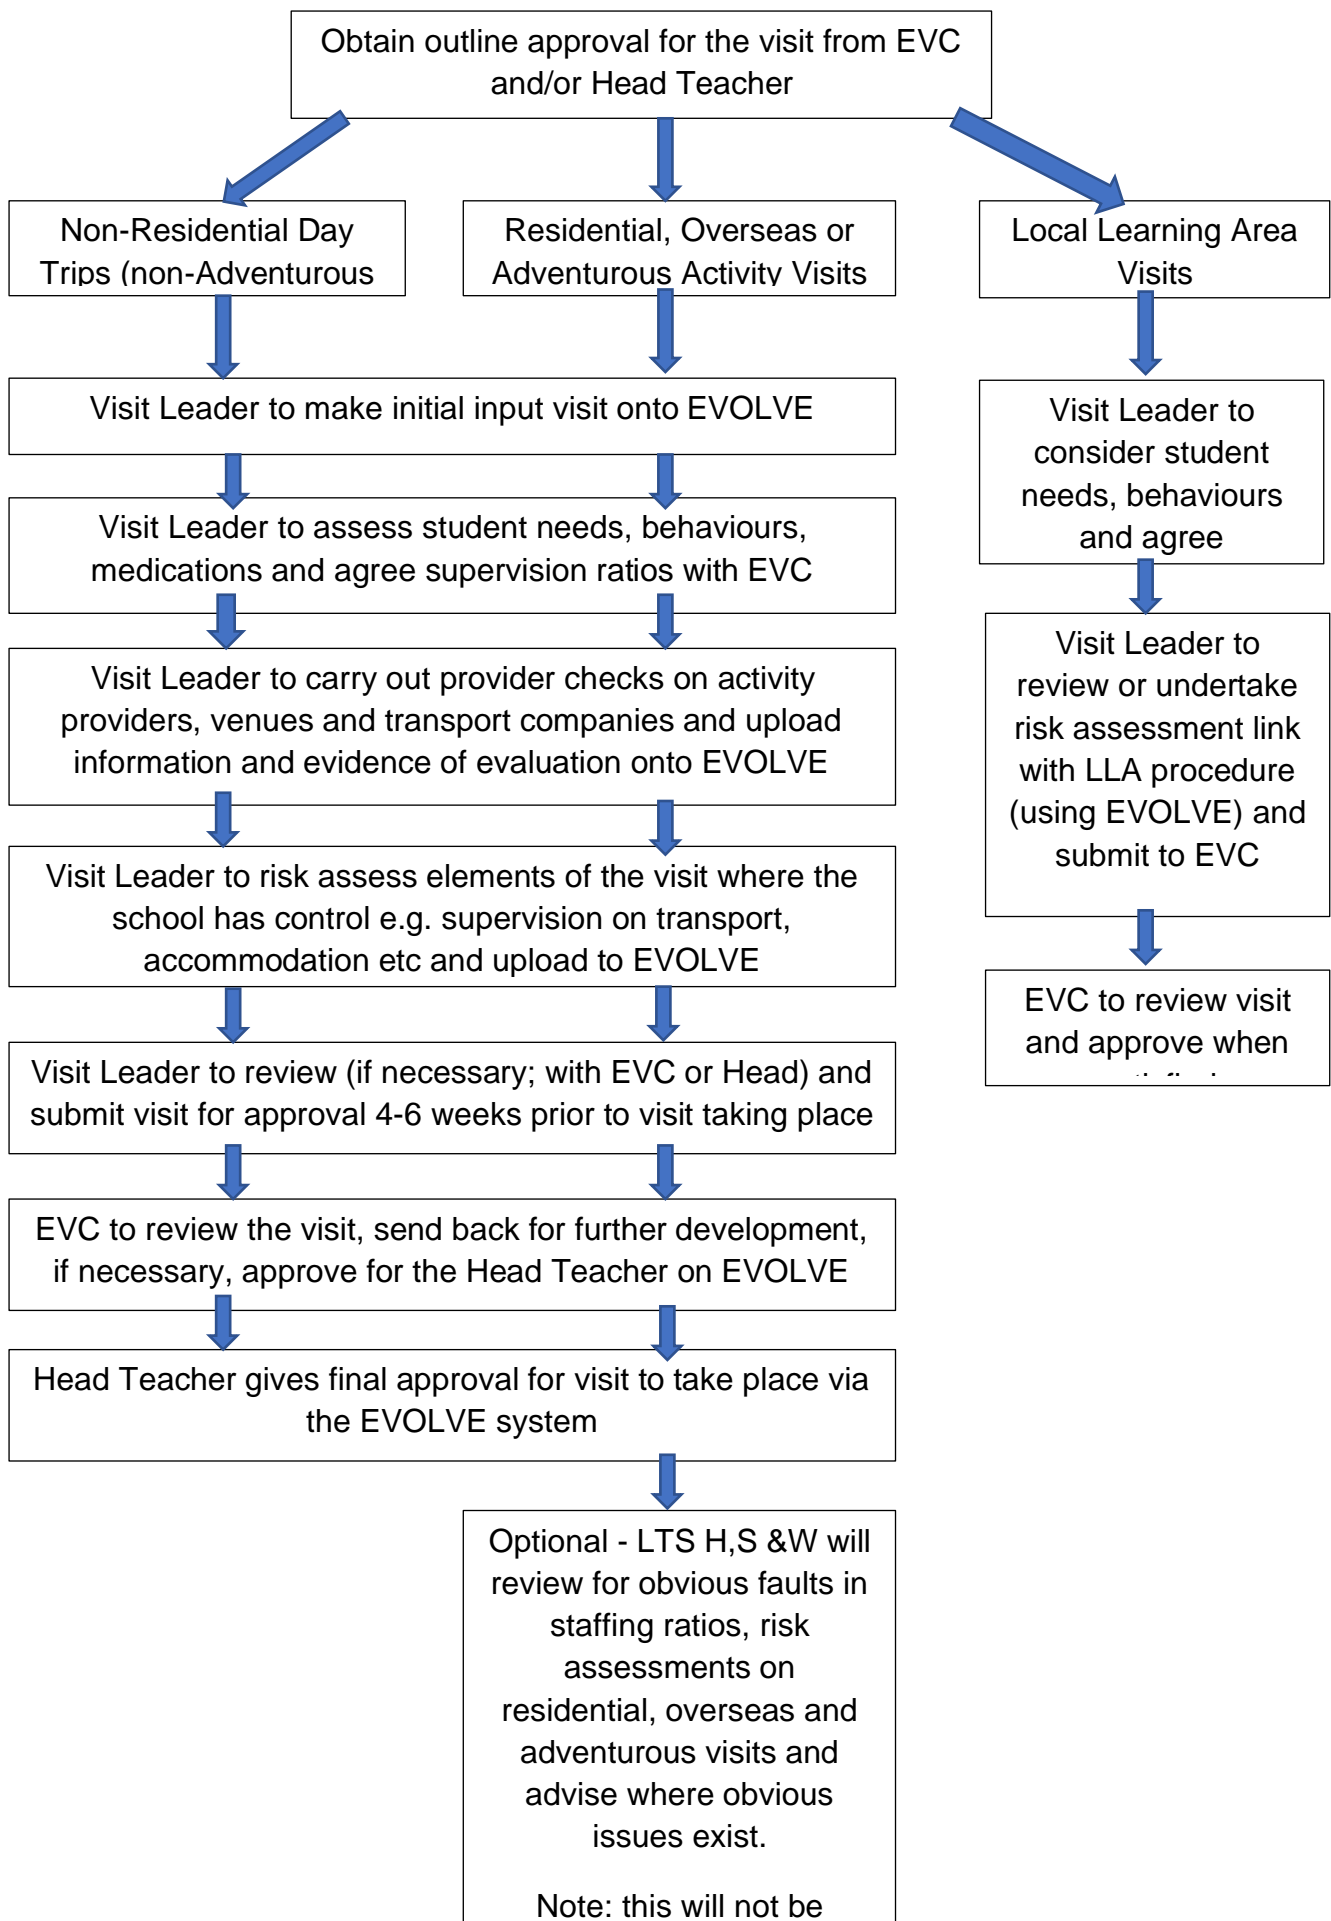 Obtain outline approval for the visit from EVC
and/or Head Teacher
Non-Residential Day
Trips (non-Adventurous
Residential, Overseas or
Adventurous Activity Visits
Local Learning Area
Visits
Visit Leader to make initial input visit onto EVOLVE
Visit Leader to assess student needs, behaviours,
medications and agree supervision ratios with EVC
Visit Leader to carry out provider checks on activity
providers, venues and transport companies and upload
information and evidence of evaluation onto EVOLVE
Visit Leader to risk assess elements of the visit where the
school has control e.g. supervision on transport,
accommodation etc and upload to EVOLVE
Visit Leader to review (if necessary; with EVC or Head) and
submit visit for approval 4-6 weeks prior to visit taking place
EVC to review the visit, send back for further development,
if necessary, approve for the Head Teacher on EVOLVE
Head Teacher gives final approval for visit to take place via
the EVOLVE system
Optional - LTS H,S &W will
review for obvious faults in
staffing ratios, risk
assessments on
residential, overseas and
adventurous visits and
advise where obvious
issues exist.
Note: this will not be
Visit Leader to
consider student
needs, behaviours
and agree
Visit Leader to
review or undertake
risk assessment link
with LLA procedure
(using EVOLVE) and
submit to EVC
EVC to review visit
and approve when